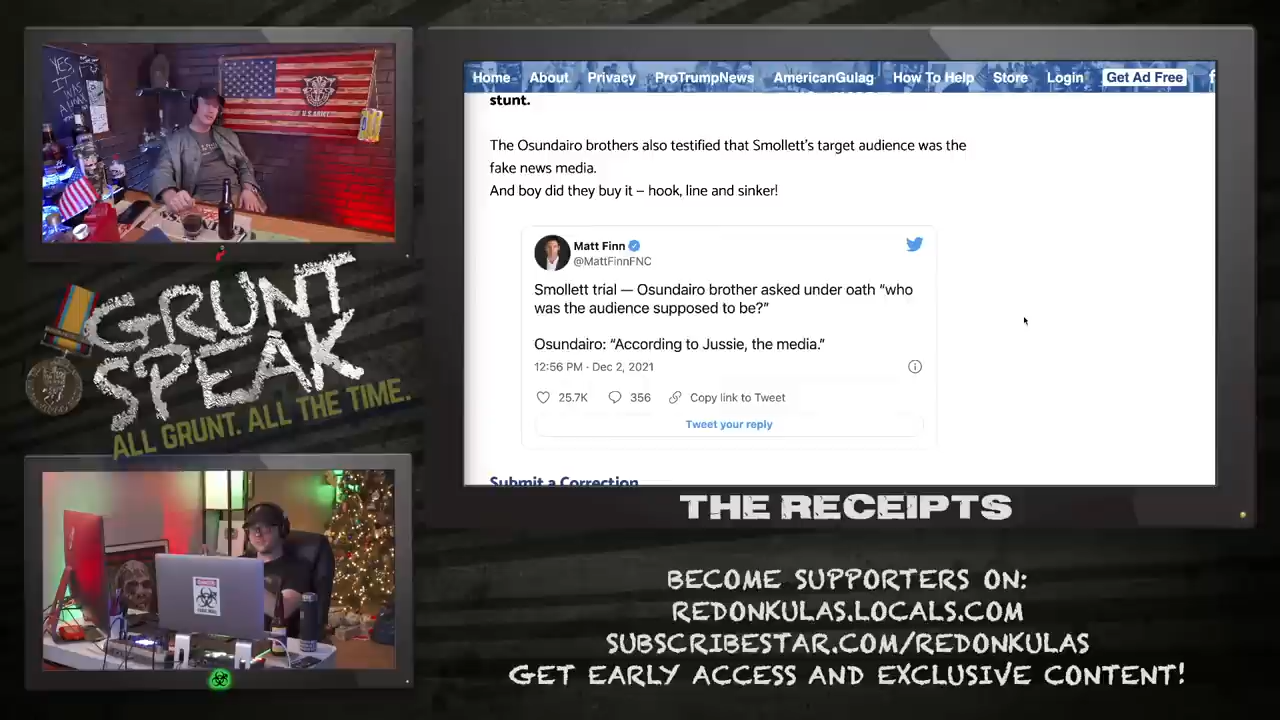 YES,
IT
WAS
U.S. ARMY
GRUNT
SPEAK
ALL GRUNT. ALL THE TIME.
DANGER
Home About Privacy ProTrumpNews AmericanGulag How To Help Store Login Get Ad Free f
stunt.
The Osundairo brothers also testified that Smollett's target audience was the
fake news media.
And boy did they buy it – hook, line and sinker!
Matt Finn
@MattFinnFNC
Smollett trial — Osundairo brother asked under oath “who
was the audience supposed to be?”
Osundairo: “According to Jussie, the media.”
12:56 PM · Dec 2, 2021
25.7K 356 Copy link to Tweet
Tweet your reply
Submit a Correction
THE RECEIPTS
BECOME SUPPORTERS ON:
REDONKULAS.LOCALS.COM
SUBSCRIBESTAR.COM/REDONKULAS
GET EARLY ACCESS AND EXCLUSIVE CONTENT!